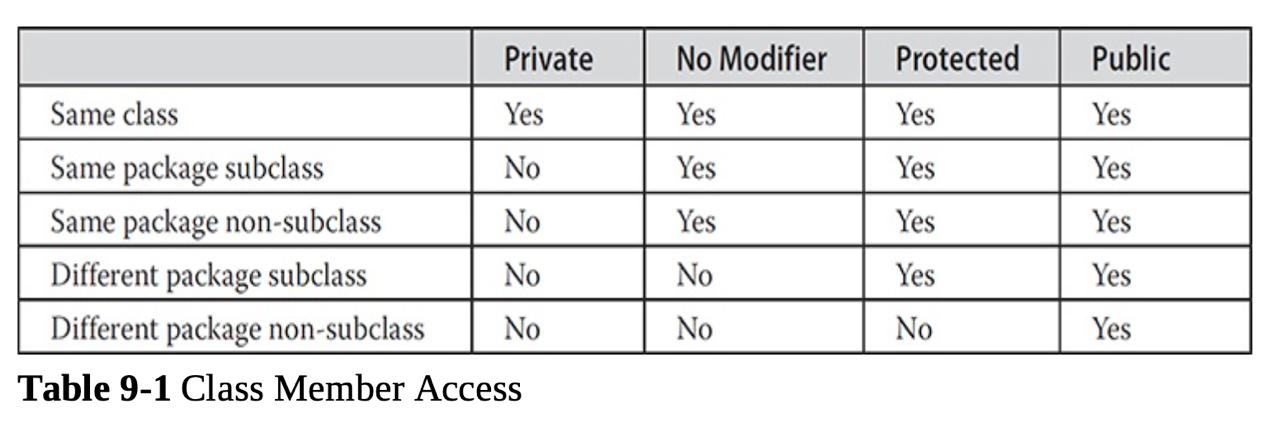 Private No Modifier Protected Public
Same class Yes Yes Yes Yes
Same package subclass No Yes Yes Yes
Same package non-subclass No Yes Yes Yes
Different package subclass No No Yes Yes
Different package non-subclass No No No Yes
Table 9-1 Class Member Access